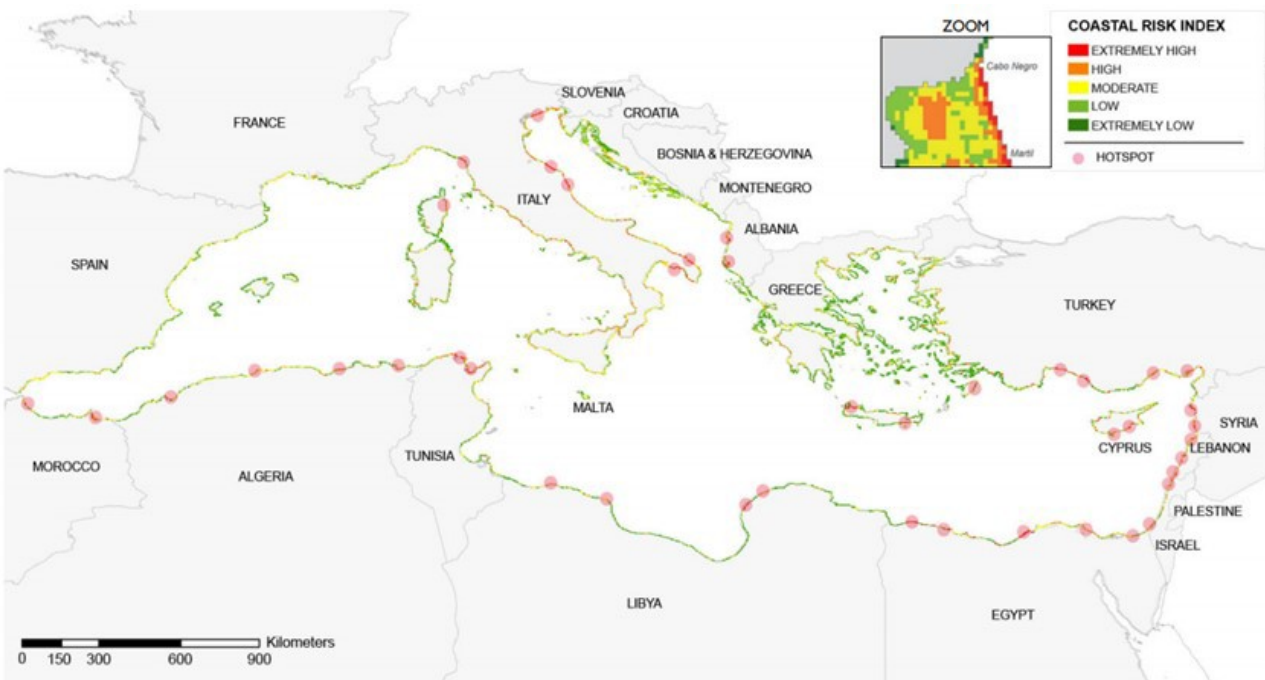 ZOOM
Cabo Negro
Martil
COASTAL RISK INDEX
EXTREMELY HIGH
HIGH
MODERATE
LOW
EXTREMELY LOW
HOTSPOT
SLOVENIA
CROATIA
FRANCE
BOSNIA & HERZEGOVINA
MONTENEGRO
ITALY
ALBANIA
SPAIN
GREECE
TURKEY
MALTA
CYPRUS
SYRIA
LEBANON
MOROCCO
ALGERIA
TUNISIA
PALESTINE
ISRAEL
LIBYA
EGYPT
Kilometers
0 150 300 600 900